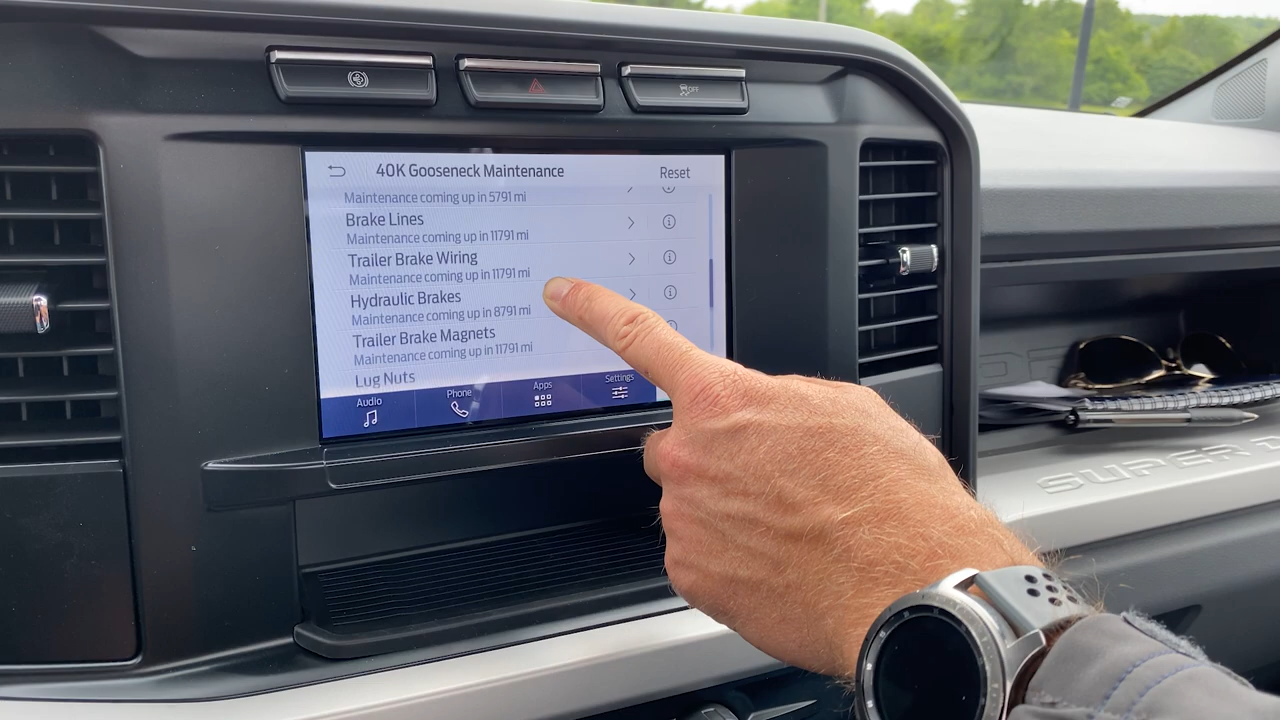 OFF
40K Gooseneck Maintenance
Reset
Maintenance coming up in 5791 mi
Brake Lines
Maintenance coming up in 11791 mi
Trailer Brake Wiring
Maintenance coming up in 11791 mi
Hydraulic Brakes
Maintenance coming up in 8791 mi
Trailer Brake Magnets
Maintenance coming up in 11791 mi
Lug Nuts
Audio
Phone
Apps
Settings
SUPER D